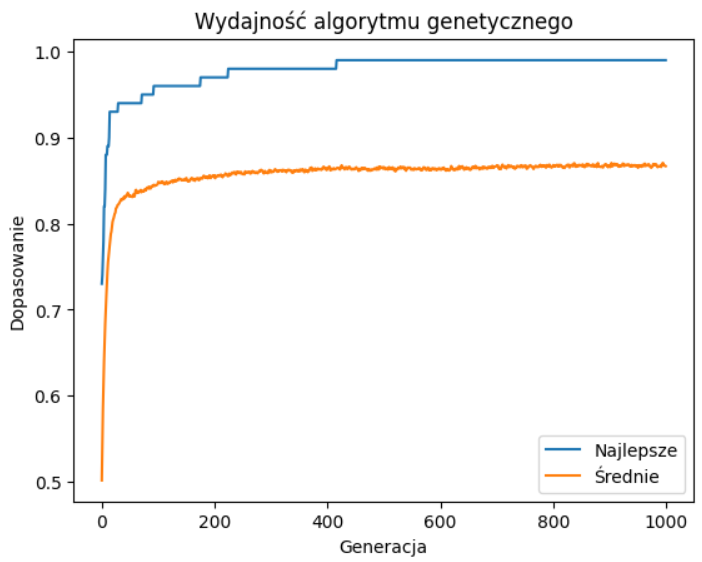 Wydajność algorytmu genetycznego
1.0
0.9
0.8
0.7
0.6
0.5
Dopasowanie
Najlepsze
Średnie
0 200 400 600 800 1000
Generacja